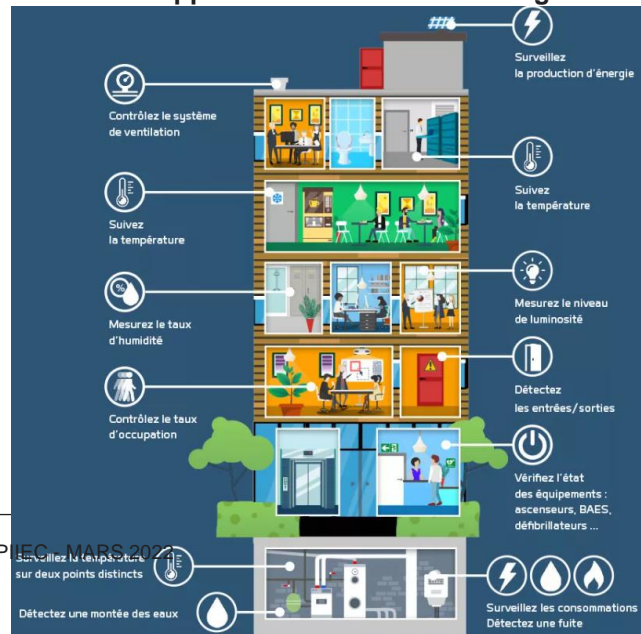 Surveillez
la production d'énergie
Contrôlez le système
de ventilation
Suivez
la température
Suivez
la température
Mesurez le niveau
de luminosité
Mesurez le taux
d'humidité
Détectez
les entrées/sorties
Contrôlez le taux
d'occupation
Vérifiez l'état
des équipements :
ascenseurs, BAES,
défibrillateurs ...
- MARS 2022
Surveillez la température
sur deux points distincts
Détectez une montée des eaux
Surveillez les consommations
Détectez une fuite
%